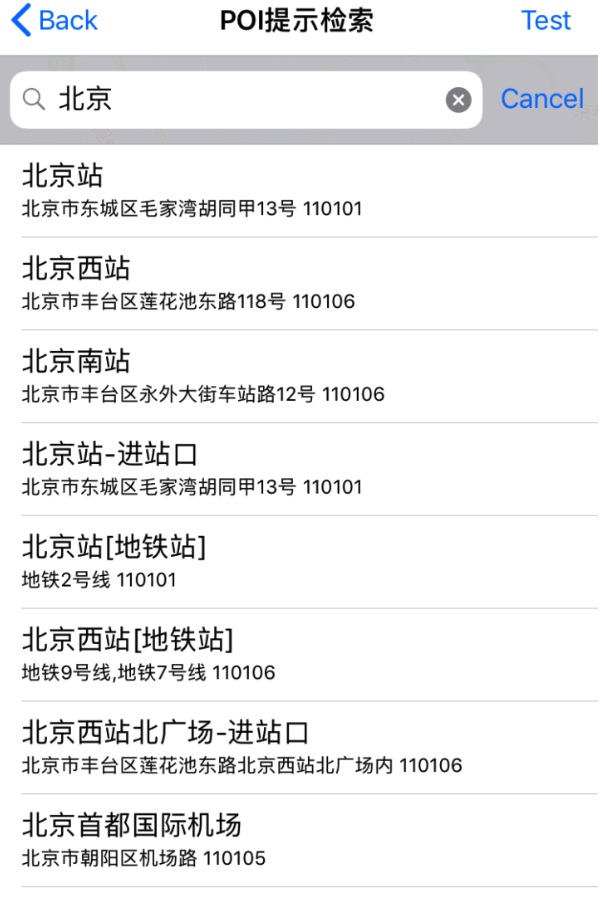 Back POI提示检索 Test
北京 Cancel
北京站
北京市东城区毛家湾胡同甲13号 110101
北京西站
北京市丰台区莲花池东路118号 110106
北京南站
北京市丰台区永外大街车站路12号 110106
北京站-进站口
北京市东城区毛家湾胡同甲13号 110101
北京站[地铁站]
地铁2号线 110101
北京西站[地铁站]
地铁9号线,地铁7号线 110106
北京西站北广场-进站口
北京市丰台区莲花池东路北京西站北广场内 110106
北京首都国际机场
北京市朝阳区机场路 110105